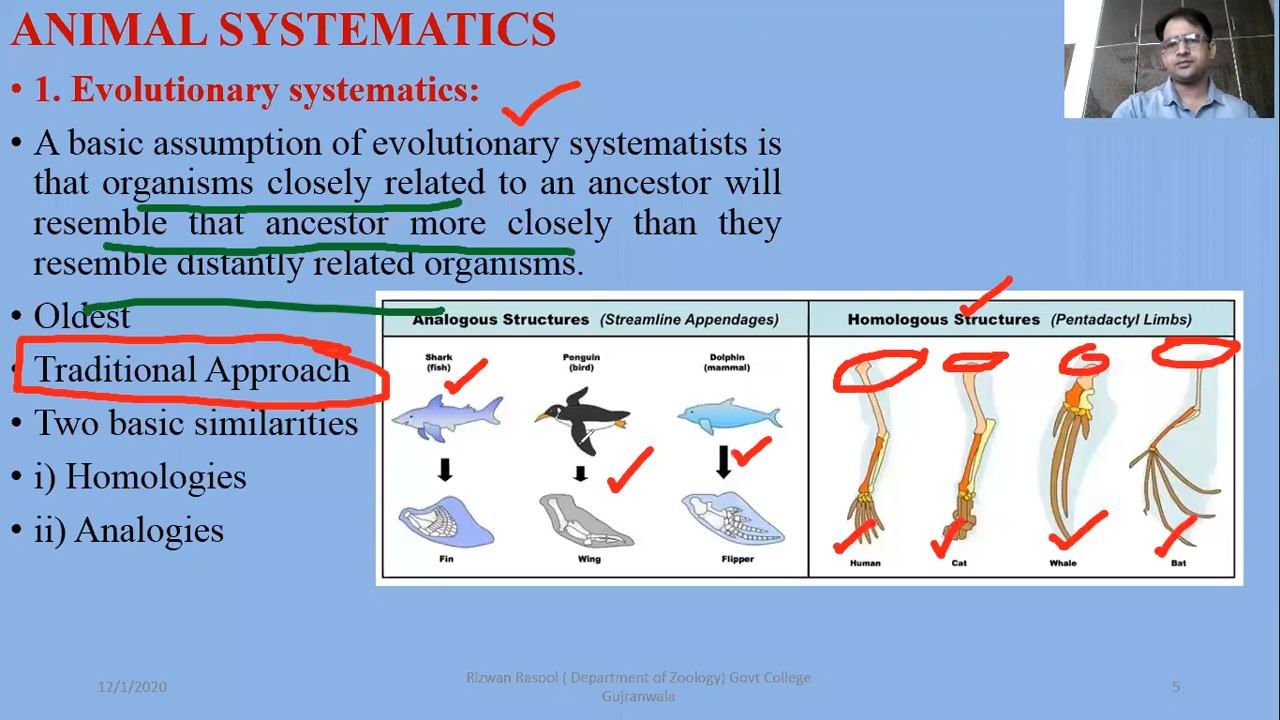 ANIMAL SYSTEMATICS
• 1. Evolutionary systematics:
• A basic assumption of evolutionary systematists is
that organisms closely related to an ancestor will
resemble that ancestor more closely than they
resemble distantly related organisms.
• Oldest
• Traditional Approach
• Two basic similarities
• i) Homologies
• ii) Analogies
Analogous Structures (Streamline Appendages)
Shark
(fish)
Penguin
(bird)
Dolphin
(mammal)
Fin
Wing
Flipper
Homologous Structures (Pentadactyl Limbs)
Human
Cat
Whale
Bat
12/1/2020
Rizwan Rasool ( Department of Zoology) Govt College
Gujranwala
5